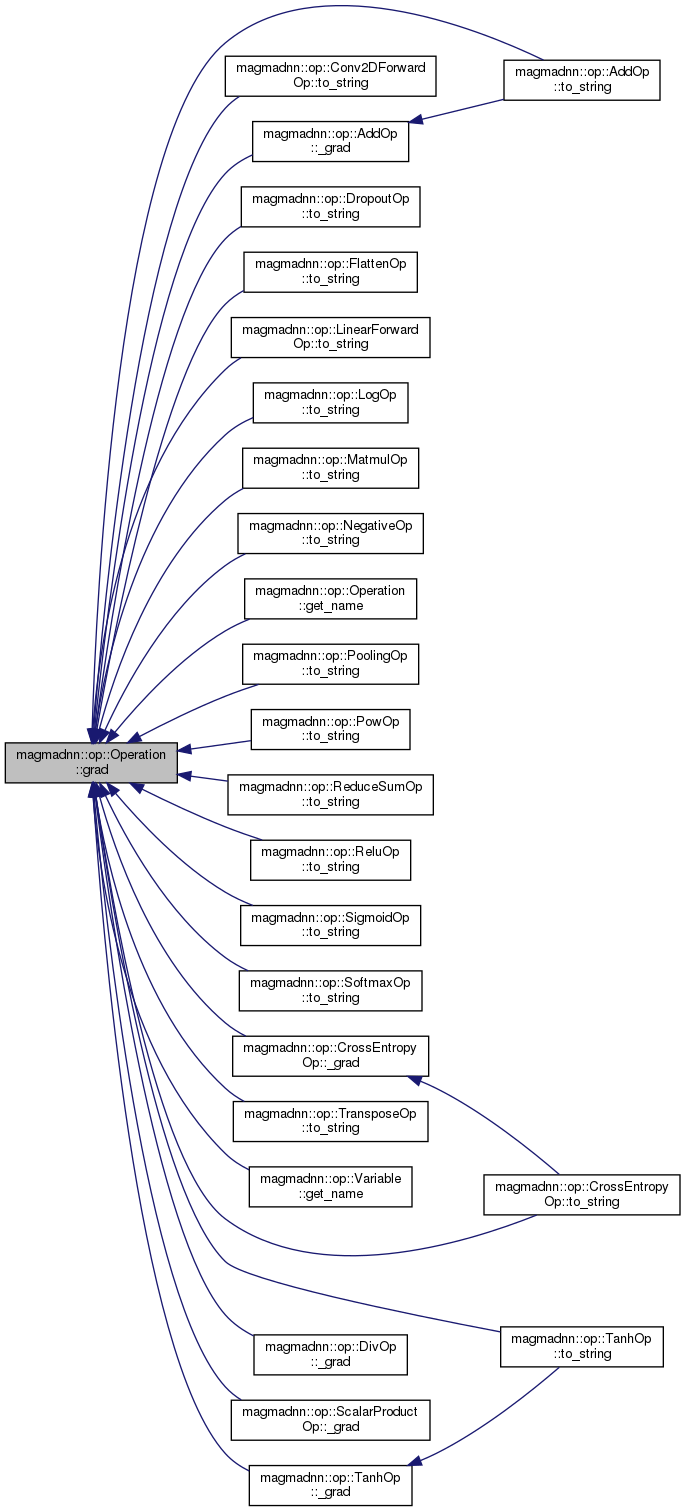 magmadnn::op::Conv2DForward
Op::to_string
magmadnn::op::AddOp
::to_string
magmadnn::op::AddOp
::_grad
magmadnn::op::DropoutOp
::to_string
magmadnn::op::FlattenOp
::to_string
magmadnn::op::LinearForward
Op::to_string
magmadnn::op::LogOp
::to_string
magmadnn::op::MatmulOp
::to_string
magmadnn::op::NegativeOp
::to_string
magmadnn::op::Operation
::get_name
magmadnn::op::PoolingOp
::to_string
magmadnn::op::PowOp
::to_string
magmadnn::op::Operation
::grad
magmadnn::op::ReduceSumOp
::to_string
magmadnn::op::ReluOp
::to_string
magmadnn::op::SigmoidOp
::to_string
magmadnn::op::SoftmaxOp
::to_string
magmadnn::op::CrossEntropy
Op::_grad
magmadnn::op::TransposeOp
::to_string
magmadnn::op::Variable
::get_name
magmadnn::op::CrossEntropy
Op::to_string
magmadnn::op::DivOp
::_grad
magmadnn::op::TanhOp
::to_string
magmadnn::op::ScalarProduct
Op::_grad
magmadnn::op::TanhOp
::_grad